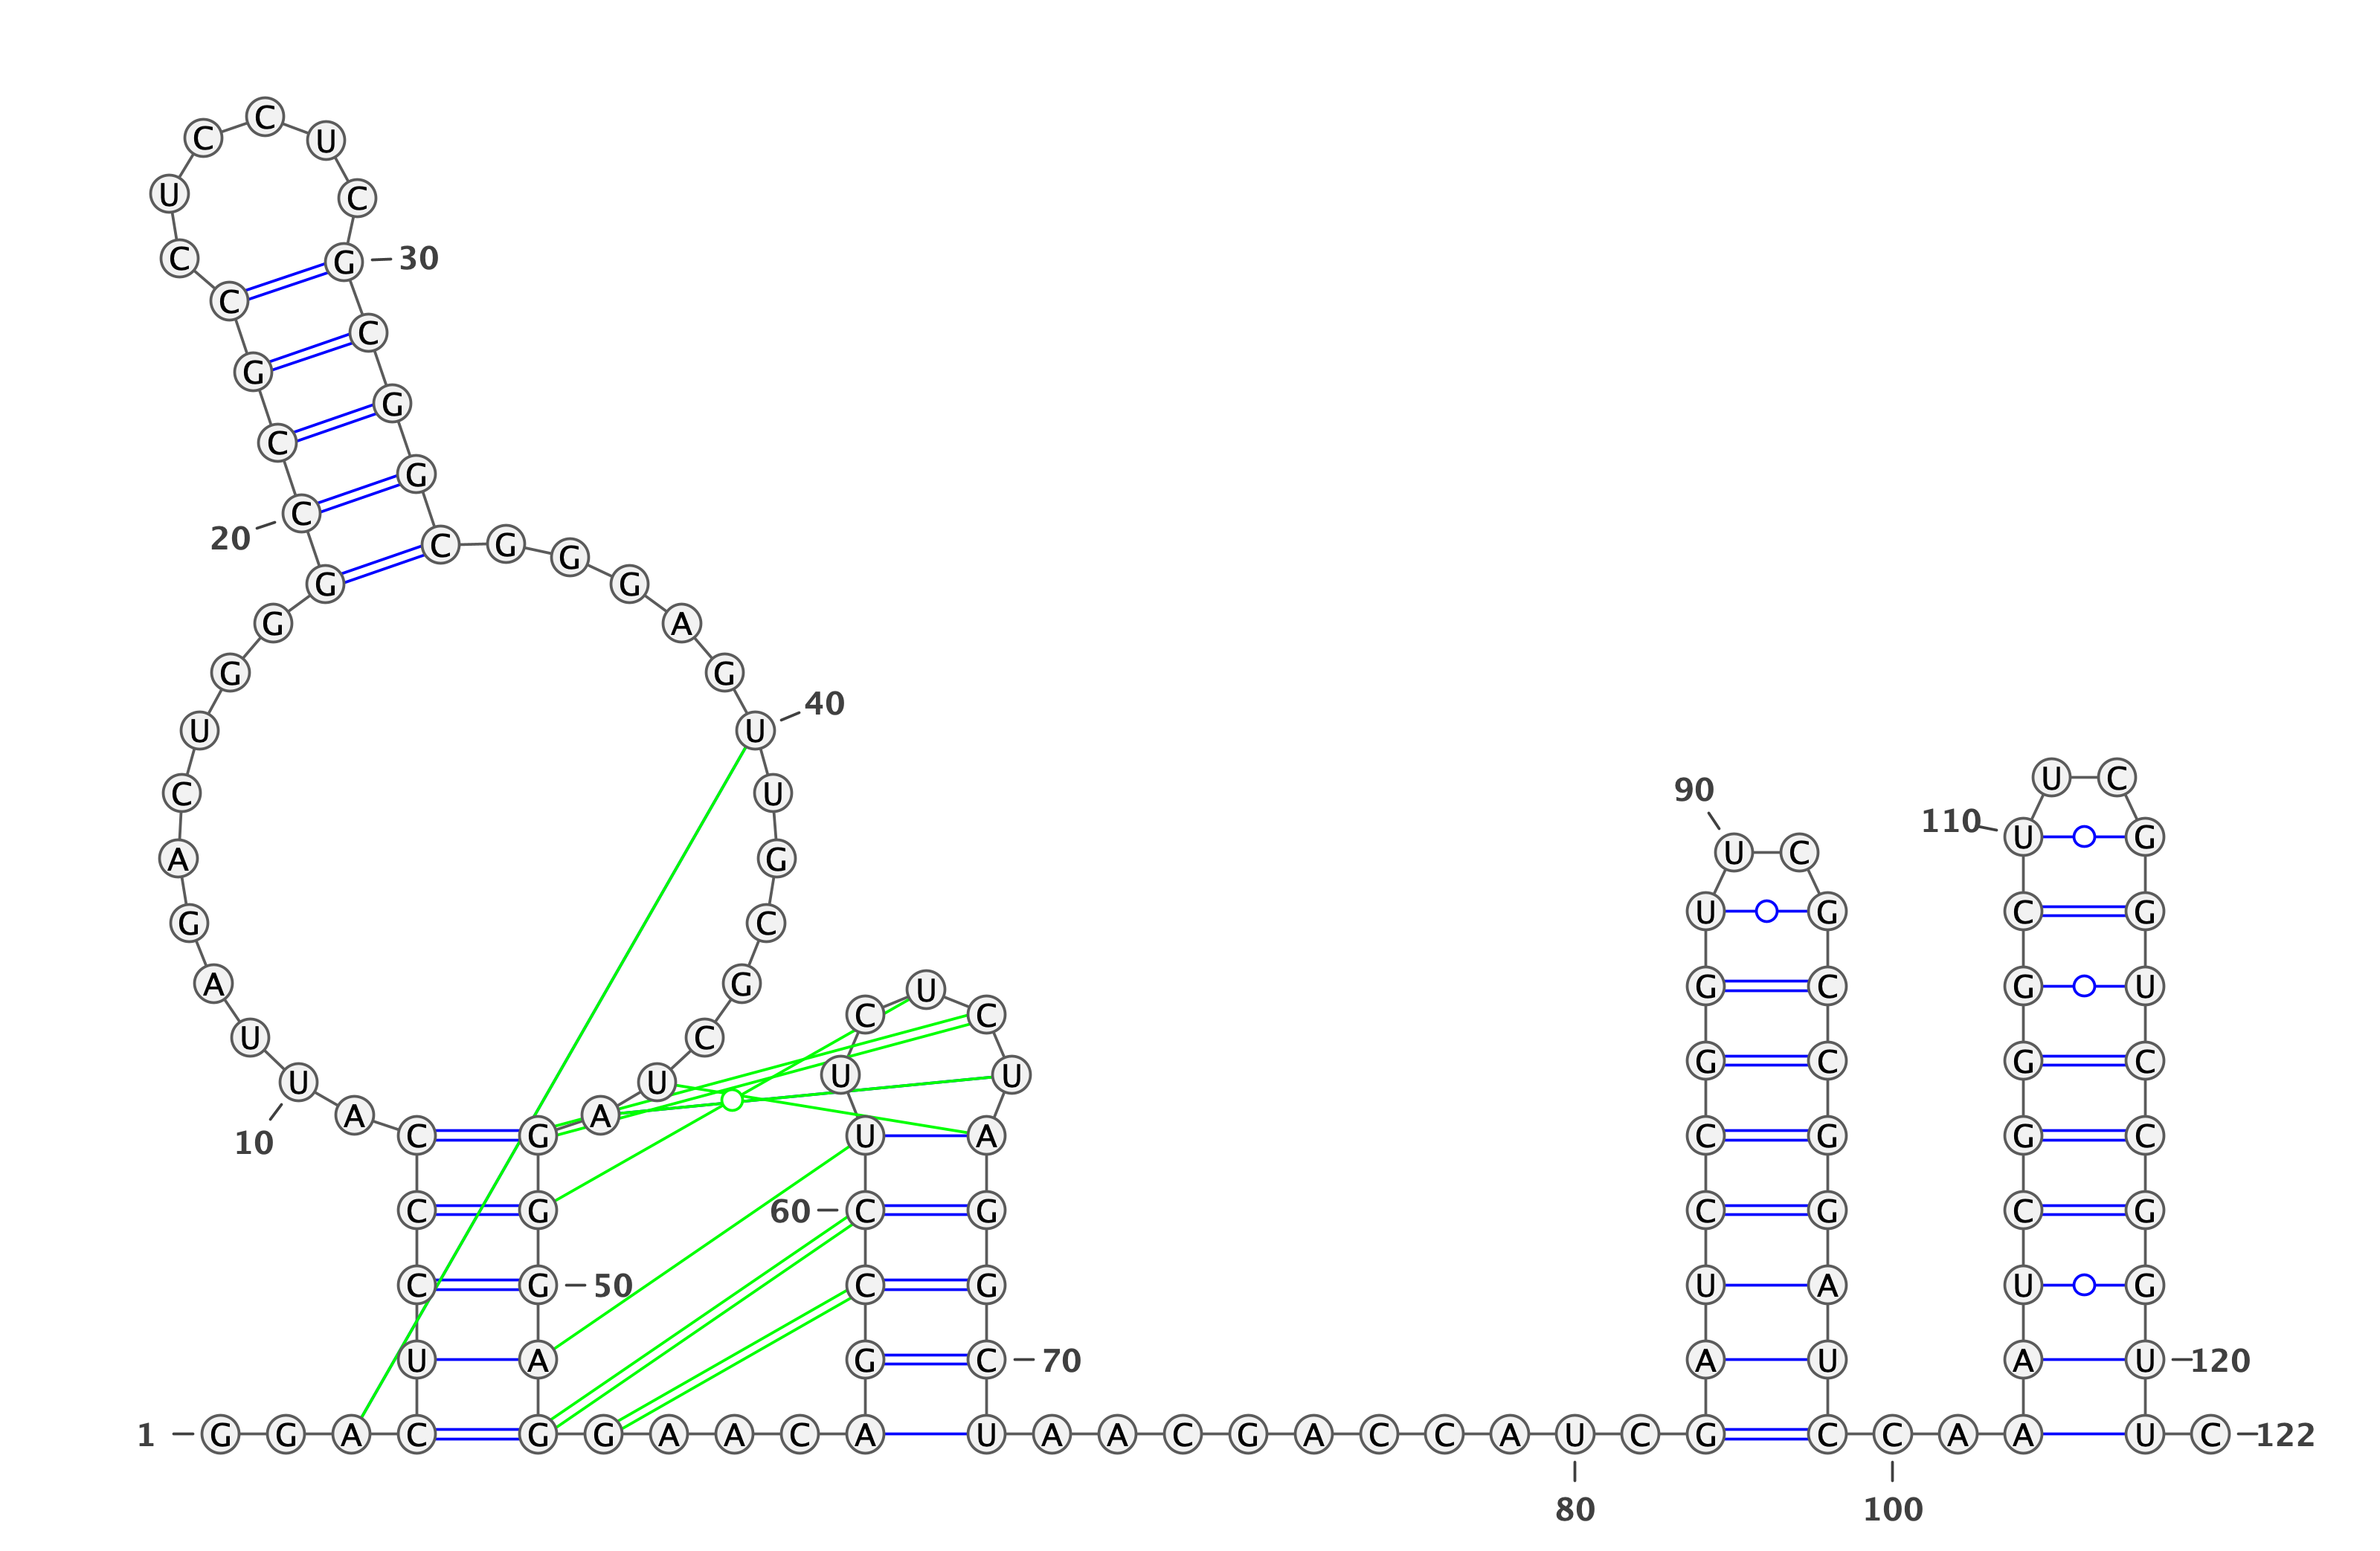 C
C U
U C
C G 30
C
C
G
G
C
G
C
20
C G G
G G
G A
G G
40
U U
U C
90
C U
110 U G
U C
A G
U G C G
G C
A G U G C G U
C C
U C
G C G C
U U
U U
A A
C G U A C G G C
10
C G 60 C G C G C G
C G 50 C G U A U G
U A G C 70 A U A U 120
1 G G A C G G A A C A U A A C G A C C A U C G C C A A U C 122
80 100